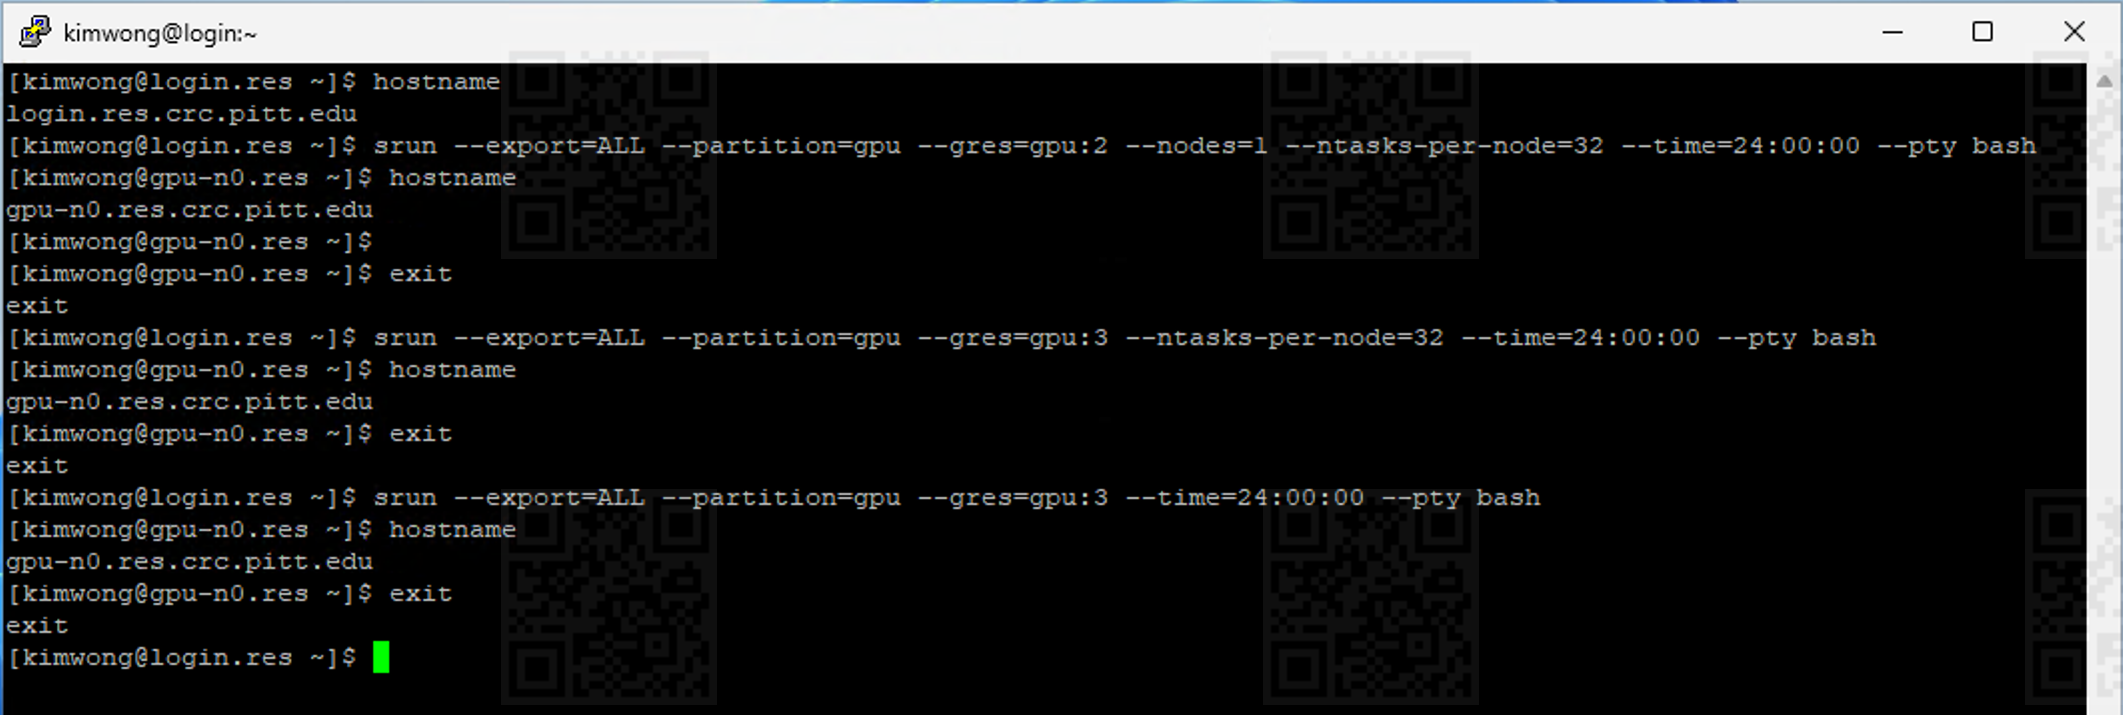 kimwong@login:~
[kimwong@login.res ~]$ hostname
login.res.crc.pitt.edu
[kimwong@login.res ~]$ srun --export=ALL --partition=gpu --gres=gpu:2 --nodes=1 --ntasks-per-node=32 --time=24:00:00 --pty bash
[kimwong@gpu-n0.res ~]$ hostname
gpu-n0.res.crc.pitt.edu
[kimwong@gpu-n0.res ~]$
[kimwong@gpu-n0.res ~]$ exit
exit
[kimwong@login.res ~]$ srun --export=ALL --partition=gpu --gres=gpu:3 --ntasks-per-node=32 --time=24:00:00 --pty bash
[kimwong@gpu-n0.res ~]$ hostname
gpu-n0.res.crc.pitt.edu
[kimwong@gpu-n0.res ~]$ exit
exit
[kimwong@login.res ~]$ srun --export=ALL --partition=gpu --gres=gpu:3 --time=24:00:00 --pty bash
[kimwong@gpu-n0.res ~]$ hostname
gpu-n0.res.crc.pitt.edu
[kimwong@gpu-n0.res ~]$ exit
exit
[kimwong@login.res ~]$